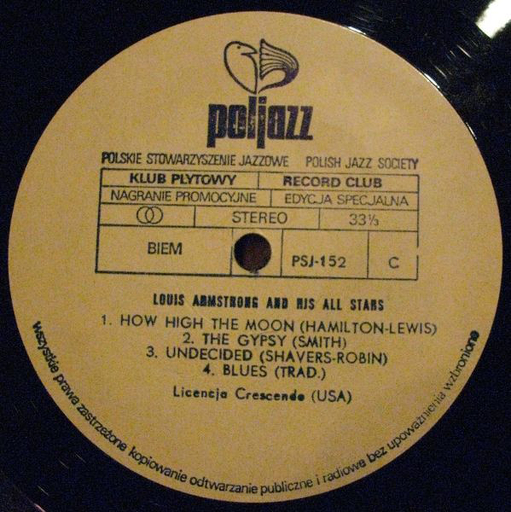 poljazz
POLSKIE STOWARZYSZENIE JAZZOWE POLISH JAZZ SOCIETY
KLUB PŁYTOWY RECORD CLUB
NAGRANIE PROMOCYJNE EDYCJA SPECJALNA
STEREO 33⅓
BIEM PSJ-152 C
LOUIS ARMSTRONG AND HIS ALL STARS
1. HOW HIGH THE MOON (HAMILTON-LEWIS)
2. THE GYPSY (SMITH)
3. UNDECIDED (SHAVERS-ROBIN)
4. BLUES (TRAD.)
Licencja Crescendo (USA)
wszystkie prawa zastrzeżone kopiowanie odtwarzanie publiczne i radiowe bez upoważnienia wzbronione